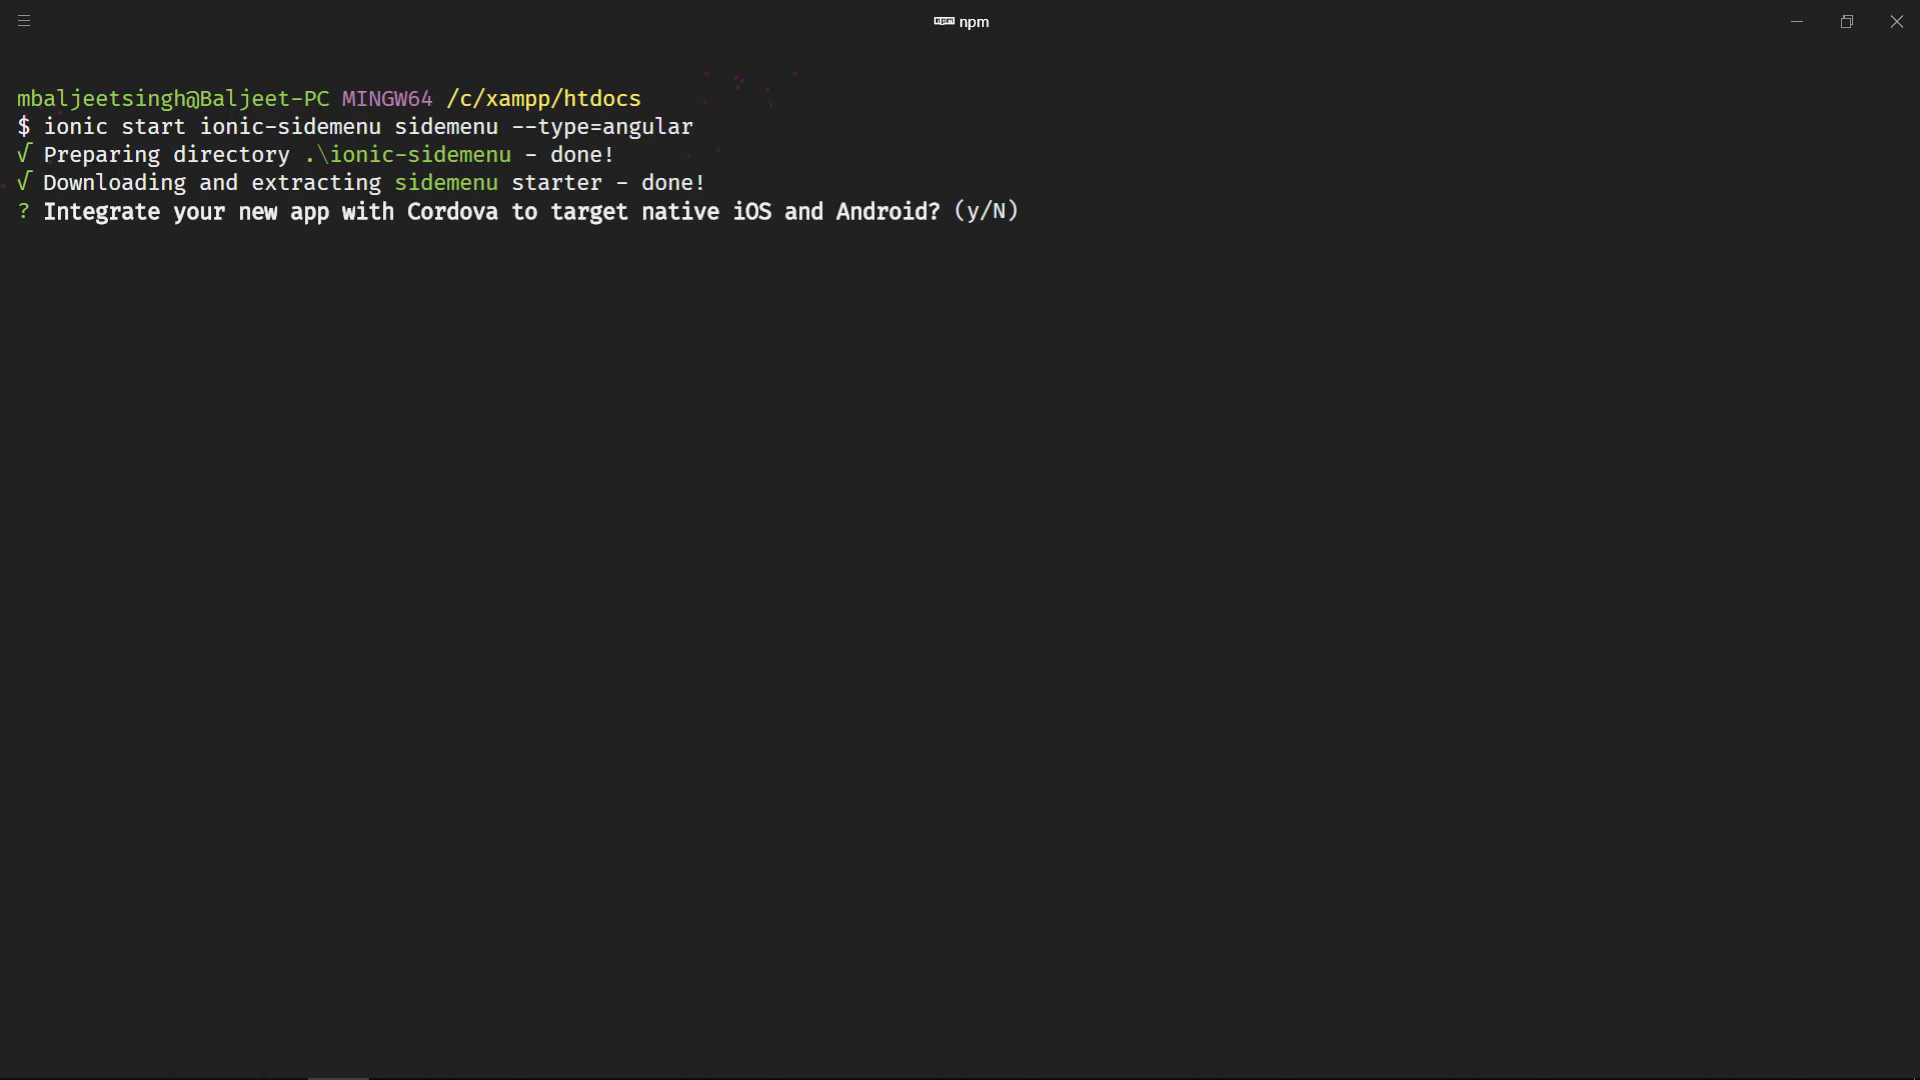 npm
mbaljeetsingh@Baljeet-PC MINGW64 /c/xampp/htdocs
$ ionic start ionic-sidemenu sidemenu --type=angular
√ Preparing directory .\ionic-sidemenu - done!
√ Downloading and extracting sidemenu starter - done!
? Integrate your new app with Cordova to target native iOS and Android? (y/N)